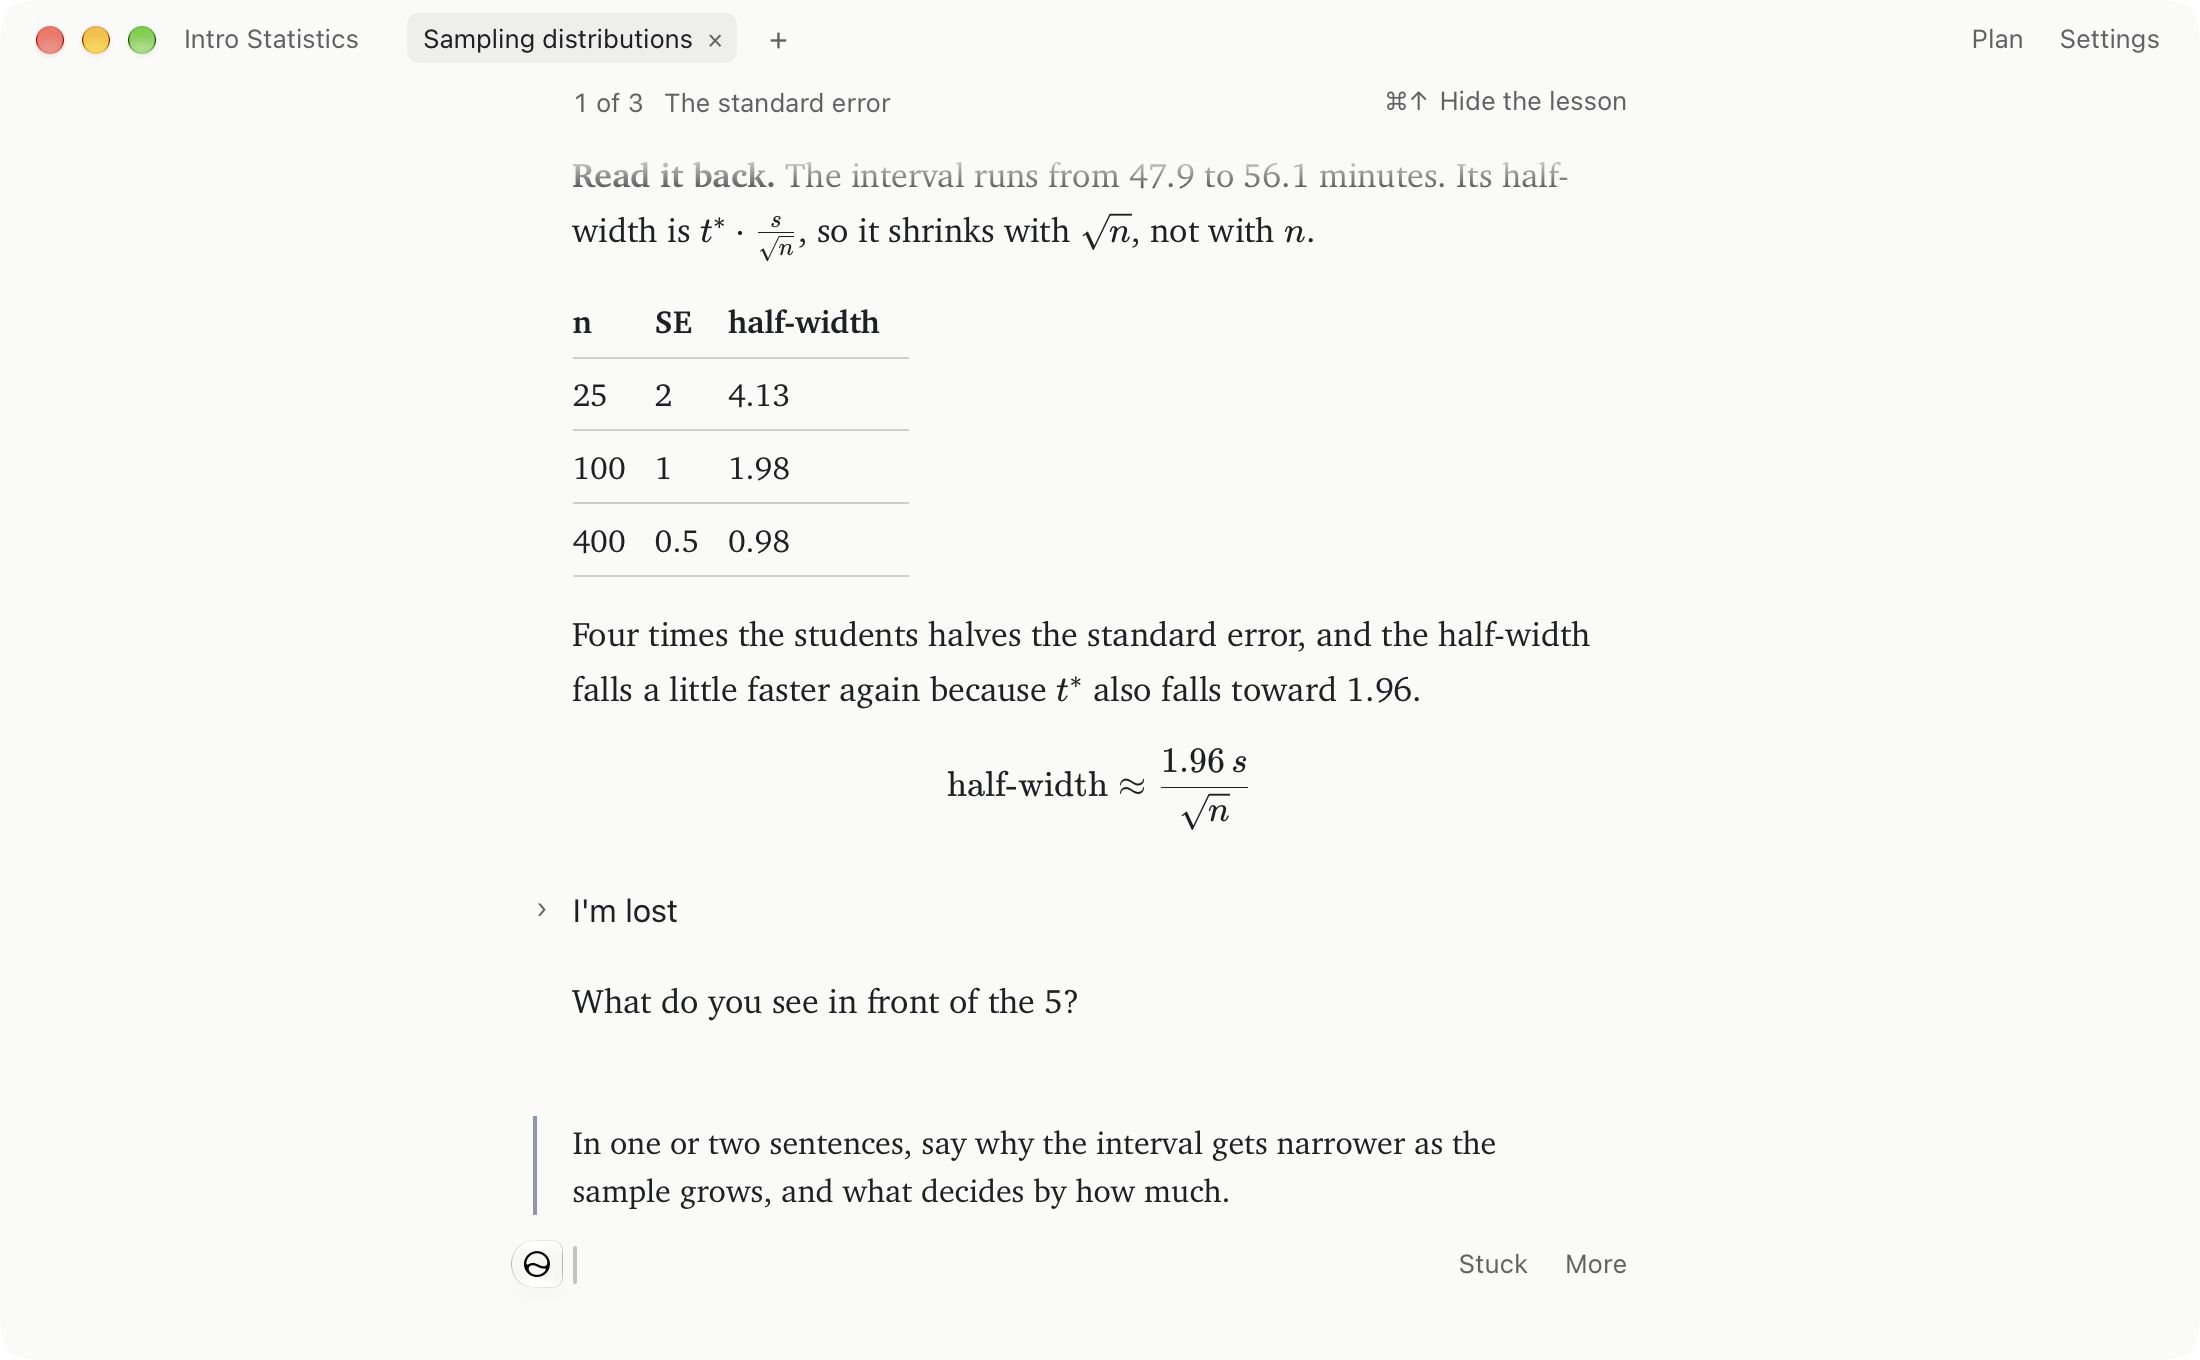 Intro Statistics
Sampling distributions ×
+
Plan Settings
1 of 3 The standard error
⌘↑ Hide the lesson
Read it back. The interval runs from 47.9 to 56.1 minutes. Its half-
width is t* · s/√n, so it shrinks with √n, not with n.
n SE half-width
25 2 4.13
100 1 1.98
400 0.5 0.98
Four times the students halves the standard error, and the half-width
falls a little faster again because t* also falls toward 1.96.
half-width ≈ 1.96 s/√n
› I'm lost
What do you see in front of the 5?
In one or two sentences, say why the interval gets narrower as the
sample grows, and what decides by how much.
Stuck More